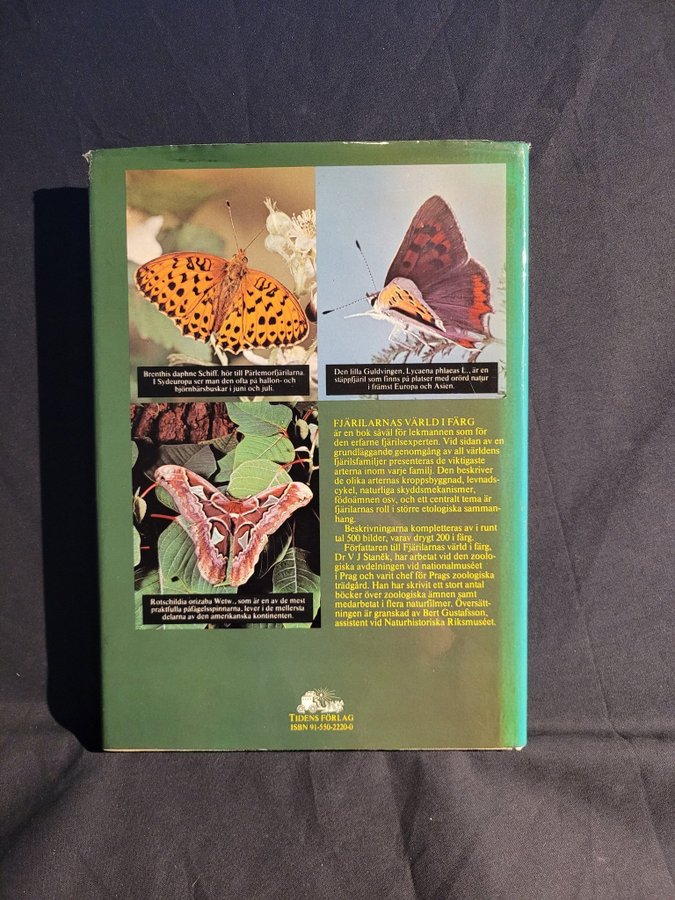 Brenthis daphne Schiff. hör till Pärlemorfjärilarna.
I Sydeuropa ser man den ofta på hallon- och
björnbärsbuskar i juni och juli.
Den lilla Guldvingen, Lycaena phlaeas L., är en
släppfjäril som finns på platser med orörd natur
i främst Europa och Asien.
Rotschildia orizaba Wetw., som är en av de mest
praktfulla påfågelsspinnarna, lever i de mellersta
delarna av den amerikanska kontinenten.
FJÄRILARNAS VÄRLD I FÄRG
är en bok såväl för lekmannen som för
den erfarne fjärilsexperten. Vid sidan av en
grundläggande genomgång av all världens
fjärilsfamiljer presenteras de viktigaste
arterna inom varje familj. Den beskriver
de olika arternas kroppsbyggnad, levnads-
cykel, naturliga skyddsmekanismer,
födoämnen osv, och ett centralt tema är
fjärilarnas roll i större etologiska samman-
hang.
Beskrivningarna kompletteras av i runt
tal 500 bilder, varav drygt 200 i färg.
Författaren till Fjärilarnas värld i färg,
Dr V J Staněk, har arbetat vid den zoolo-
giska avdelningen vid nationalmuséet
i Prag och varit chef för Prags zoologiska
trädgård. Han har skrivit ett stort antal
böcker över zoologiska ämnen samt
medarbetat i flera naturfilmer. Översätt-
ningen är granskad av Bert Gustafsson,
assistent vid Naturhistoriska Riksmuséet.
TIDENS FÖRLAG
ISBN 91-550-2220-0